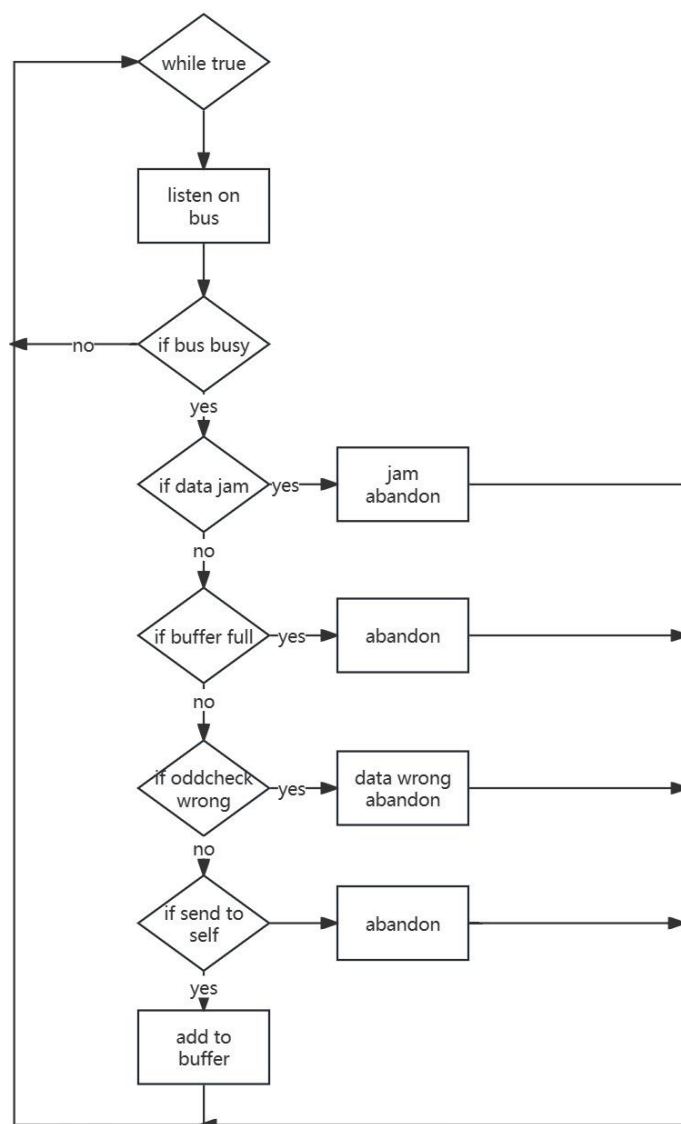 while true
listen on
bus
if bus busy
no
yes
if data jam
yes
jam
abandon
no
if buffer full
yes
abandon
no
if oddcheck
wrong
yes
data wrong
abandon
no
if send to
self
abandon
yes
add to
buffer